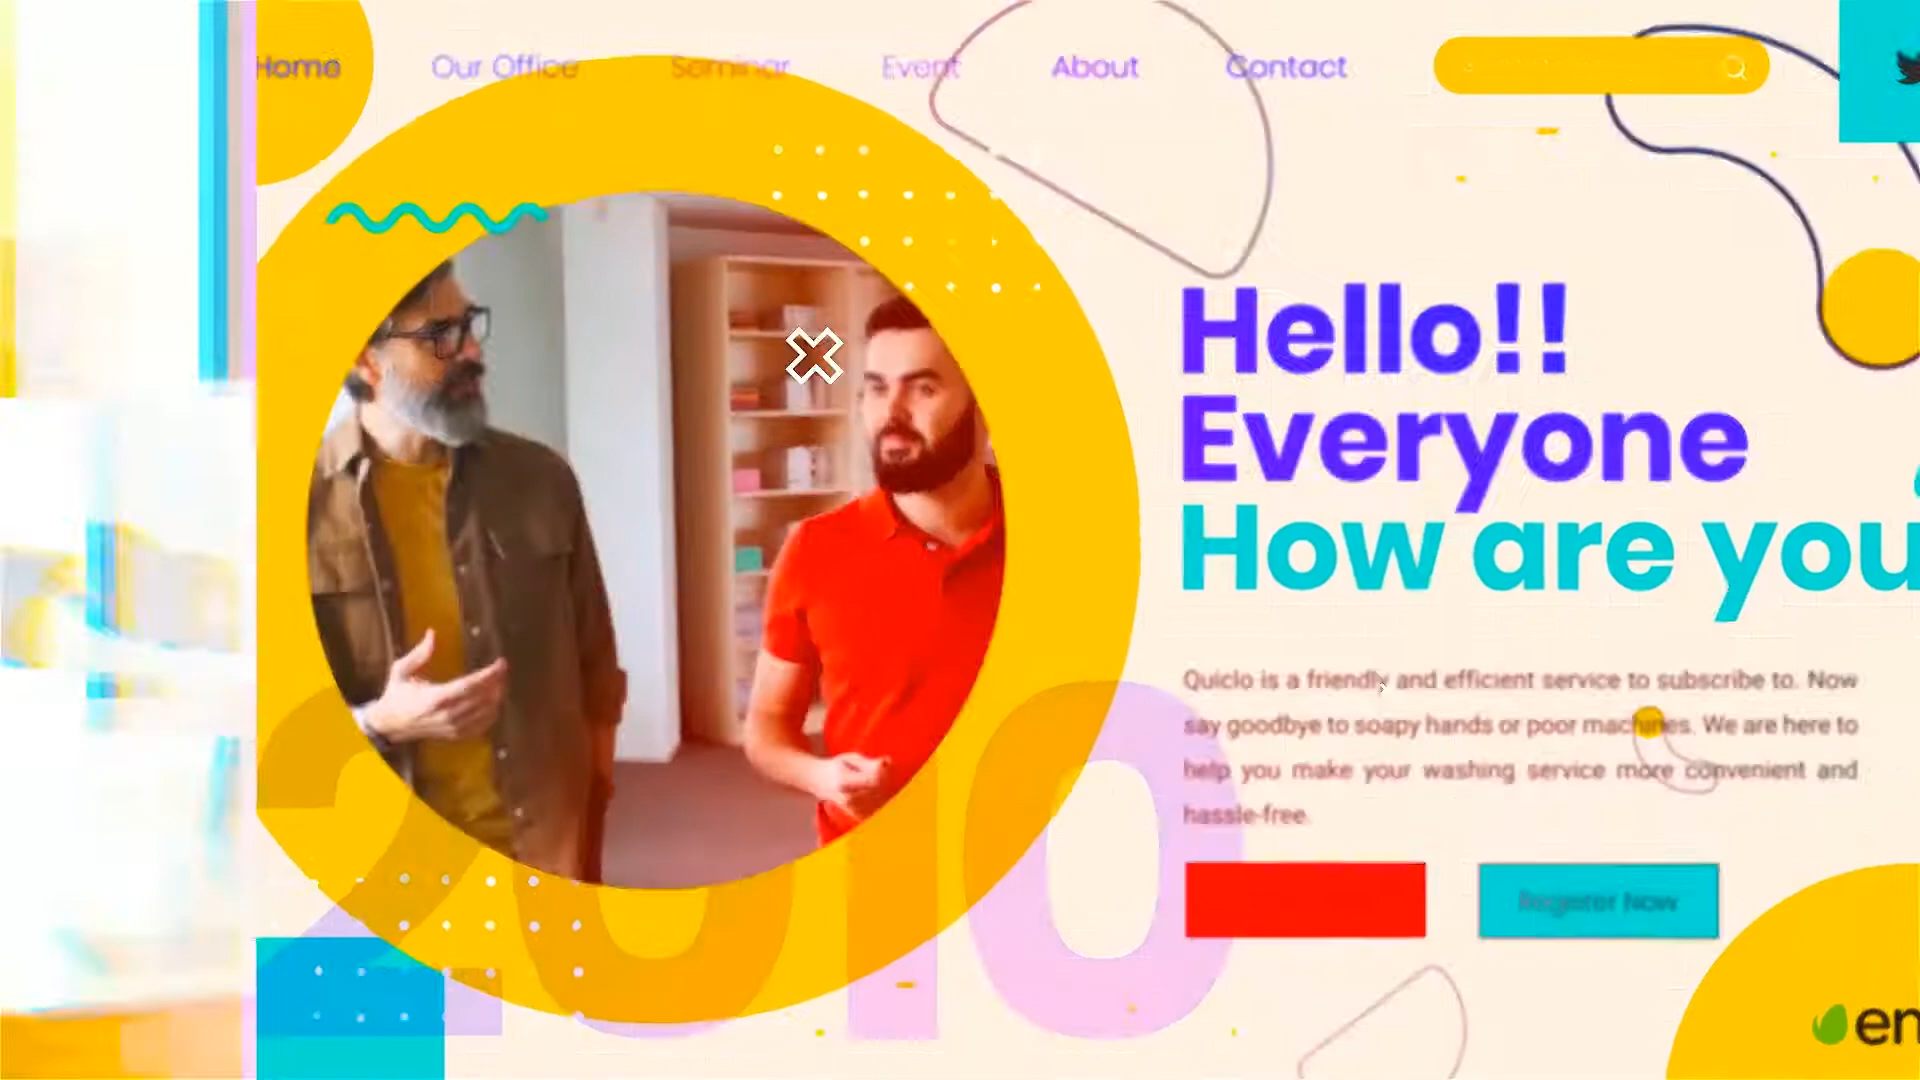 Home Our Office Seminar Event About Contact
Hello!!
Everyone
How are you
Quiclo is a friendly and efficient service to subscribe to. Now
say goodbye to soapy hands or poor machines. We are here to
help you make your washing service more convenient and
hassle-free.
Register Now
2010
en